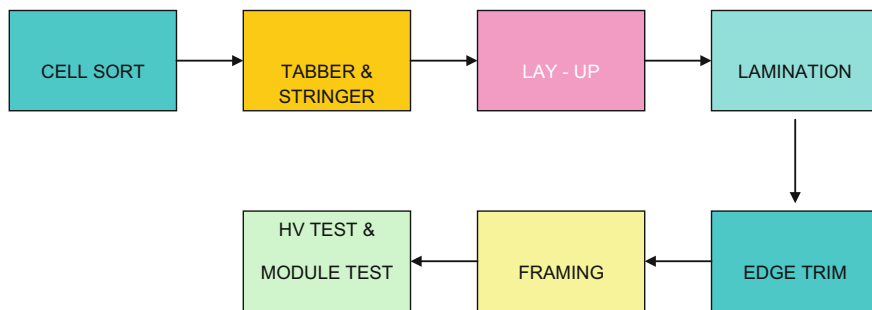 CELL SORT
TABBER &
STRINGER
LAY - UP
LAMINATION
HV TEST &
MODULE TEST
FRAMING
EDGE TRIM